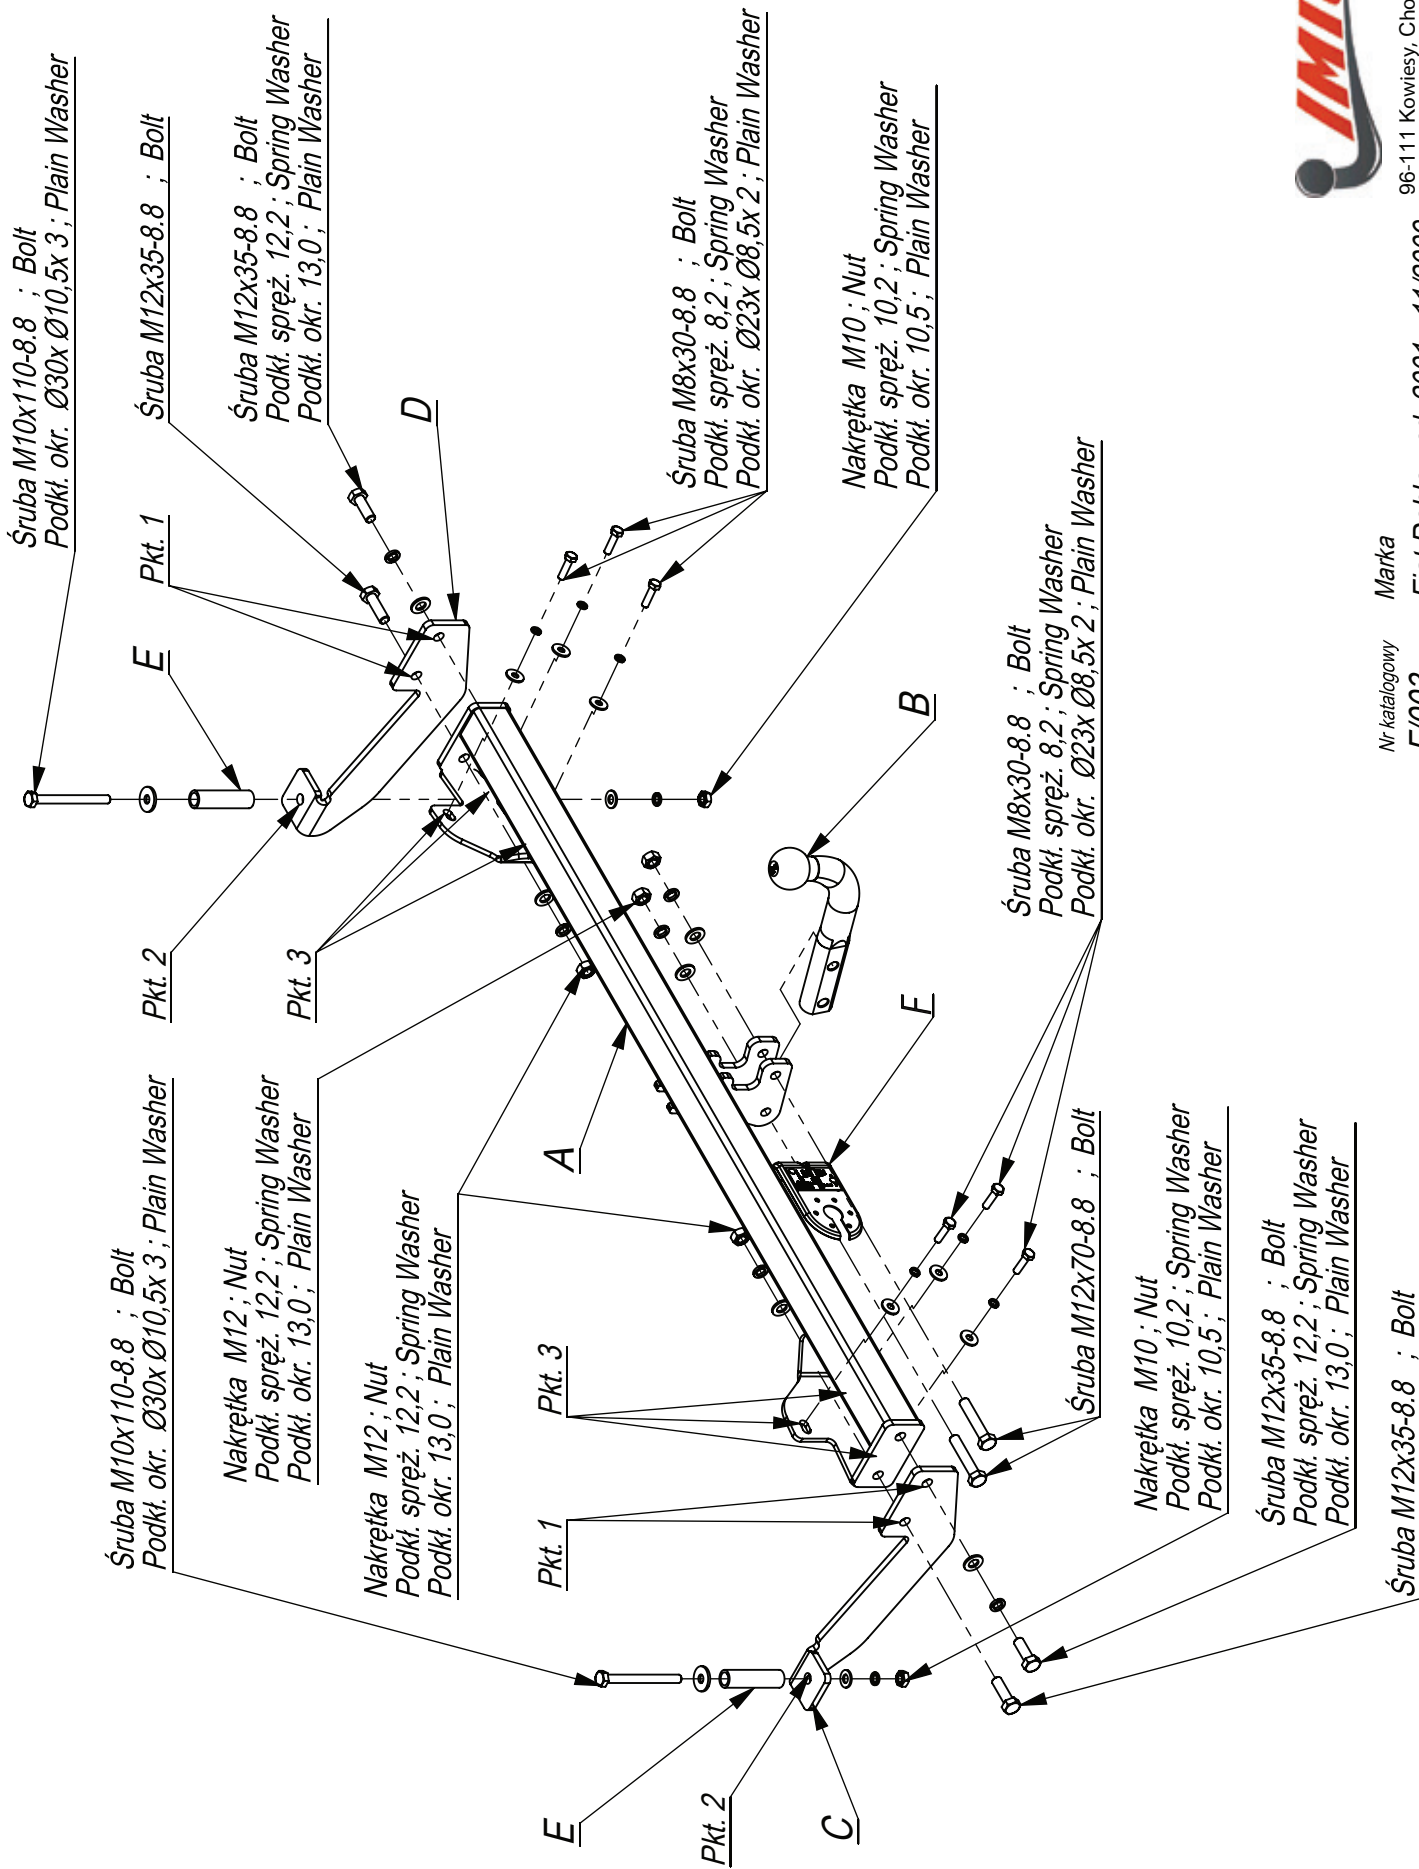 Śruba M10x110-8.8 ; Bolt
Podkł. okr. Ø30x Ø10,5x 3 ; Plain Washer
Śruba M12x35-8.8 ; Bolt
Śruba M12x35-8.8 ; Bolt
Podkł. spręż. 12,2 ; Spring Washer
Podkł. okr. 13,0 ; Plain Washer
Pkt. 1
D
E
Śruba M8x30-8.8 ; Bolt
Podkł. spręż. 8,2 ; Spring Washer
Podkł. okr. Ø23x Ø8,5x 2 ; Plain Washer
Nakrętka M10 ; Nut
Podkł. spręż. 10,2 ; Spring Washer
Podkł. okr. 10,5 ; Plain Washer
Pkt. 2
Pkt. 3
B
Śruba M8x30-8.8 ; Bolt
Podkł. spręż. 8,2 ; Spring Washer
Podkł. okr. Ø23x Ø8,5x 2 ; Plain Washer
F
A
Śruba M10x110-8.8 ; Bolt
Podkł. okr. Ø30x Ø10,5x 3 ; Plain Washer
Nakrętka M12 ; Nut
Podkł. spręż. 12,2 ; Spring Washer
Podkł. okr. 13,0 ; Plain Washer
Nakrętka M12 ; Nut
Podkł. spręż. 12,2 ; Spring Washer
Podkł. okr. 13,0 ; Plain Washer
Pkt. 3
Pkt. 1
Śruba M12x70-8.8 ; Bolt
Nakrętka M10 ; Nut
Podkł. spręż. 10,2 ; Spring Washer
Podkł. okr. 10,5 ; Plain Washer
Śruba M12x35-8.8 ; Bolt
Podkł. spręż. 12,2 ; Spring Washer
Podkł. okr. 13,0 ; Plain Washer
Śruba M12x35-8.8 ; Bolt
E
Pkt. 2
C
96-111 Kowiesy,
Nr katalogowy
Marka